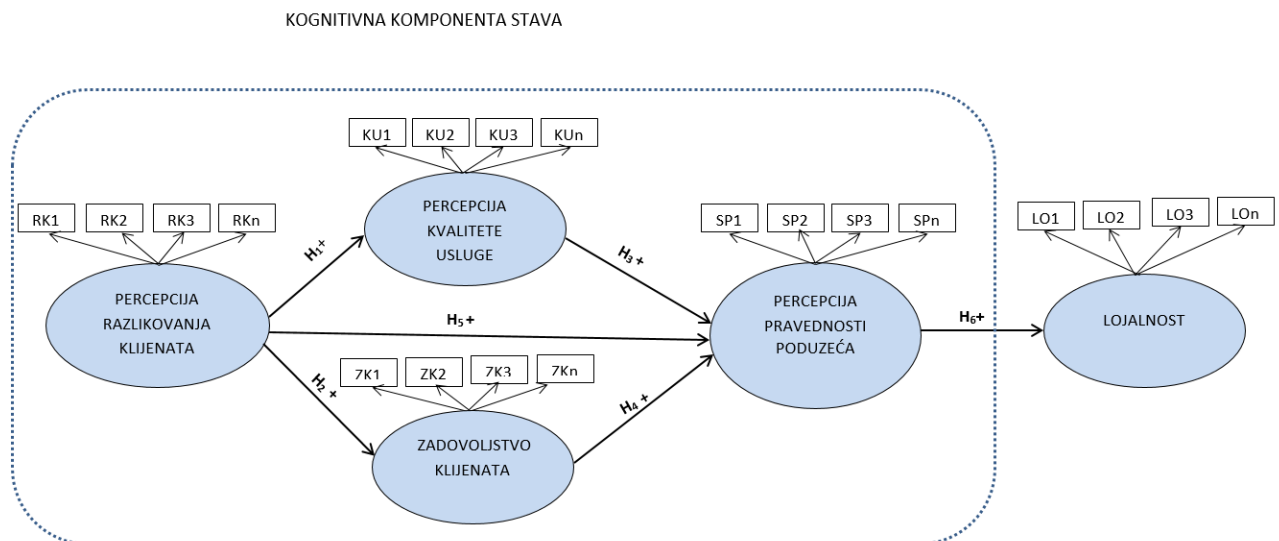 KOGNITIVNA KOMPONENTA STAVA
KU1 KU2 KU3 KUn
RK1 RK2 RK3 RKn
PERCEPCIJA
KVALITETE
USLUGE
SP1 SP2 SP3 SPn
LO1 LO2 LO3 LOn
H₁+
H₃ +
PERCEPCIJA
RAZLIKOVANJA
KLIJENATA
H₅ +
PERCEPCIJA
PRAVEDNOSTI
PODUZEĆA
H₆+
LOJALNOST
H₂ +
ZK1 ZK2 ZK3 ZKn
H₄ +
ZADOVOLJSTVO
KLIJENATA